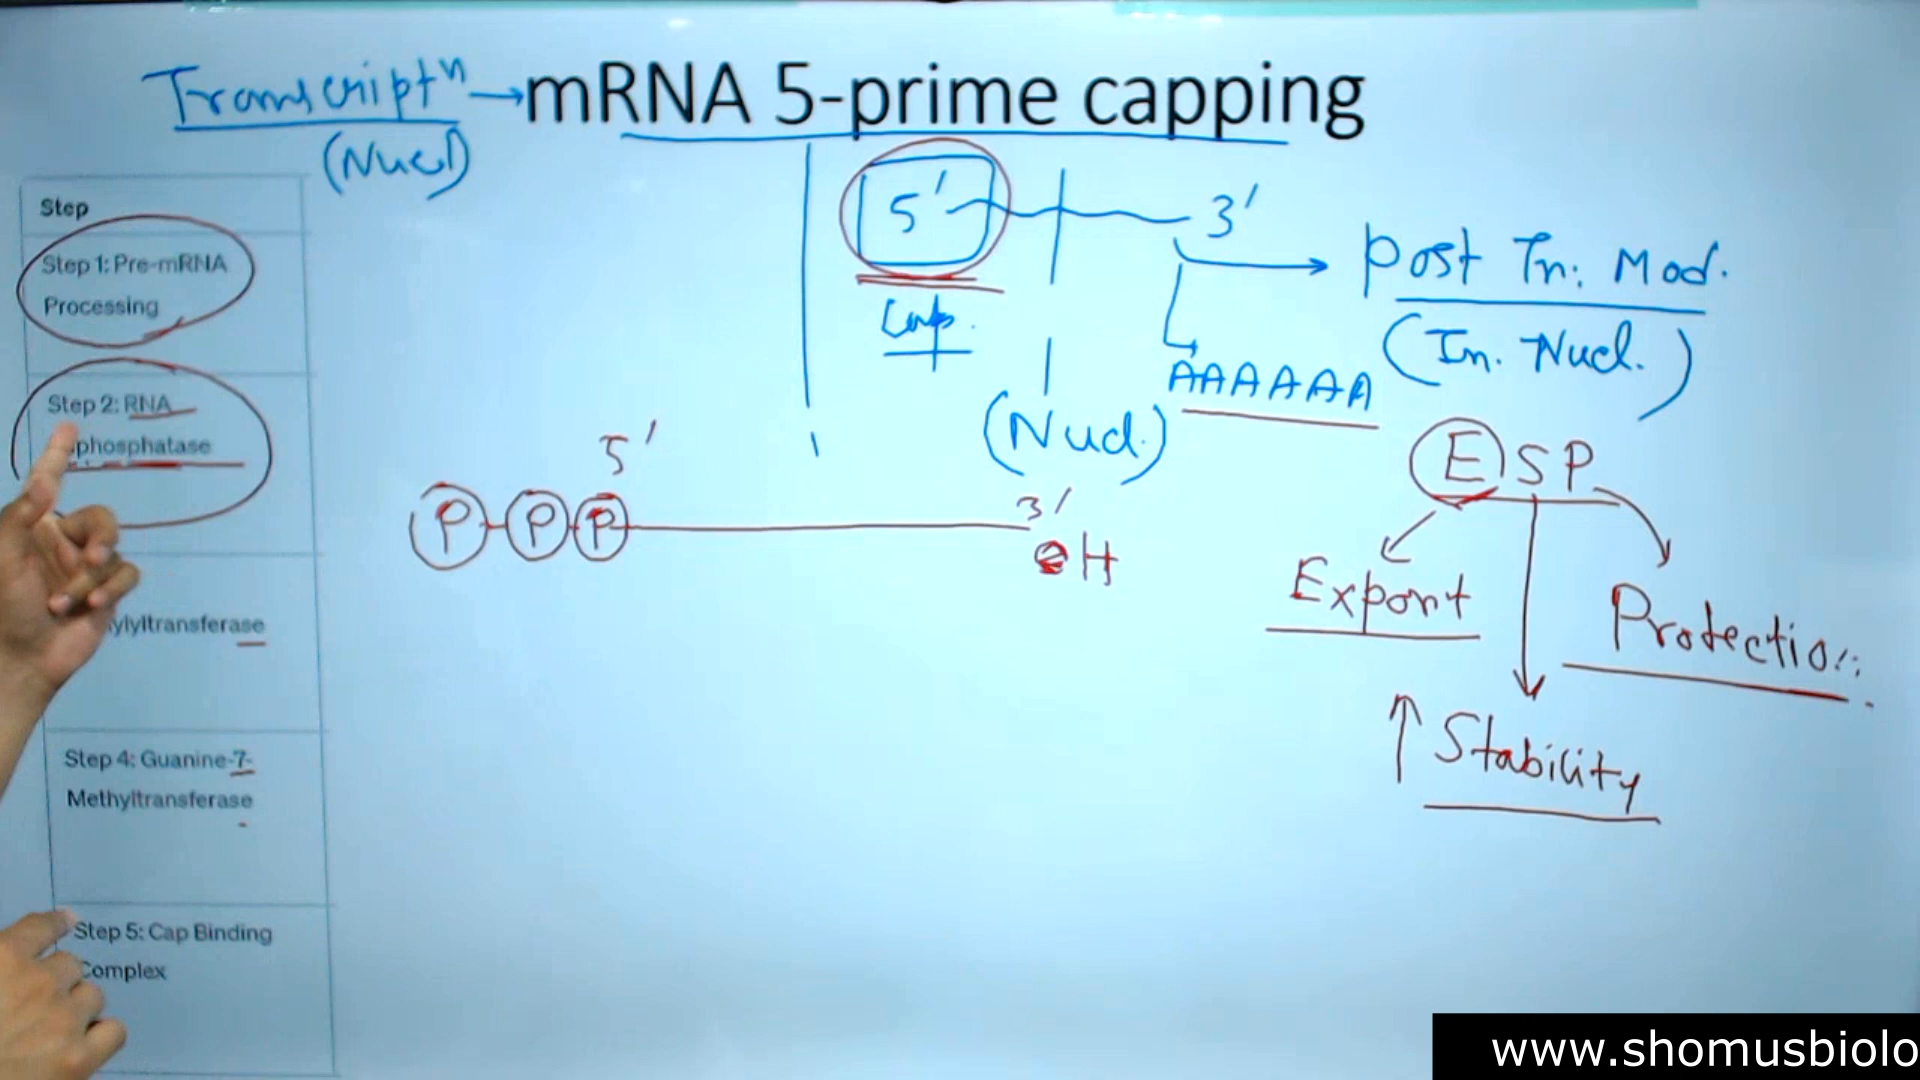 Transcriptⁿ → mRNA 5-prime capping
(Nucl)
Step
Step 1: Pre-mRNA
Processing
Step 2: RNA
phosphatase
ylyltransferase
Step 4: Guanine-7-
Methyltransferase
Step 5: Cap Binding
Complex
5' 3'
Cap.
Post Tr. Mod.
(In. Nucl.)
AAAAAA
(Nucl.)
5'
P P P
3'
OH
ESP
Export
Protection
↑ Stability
www.shomusbiolo